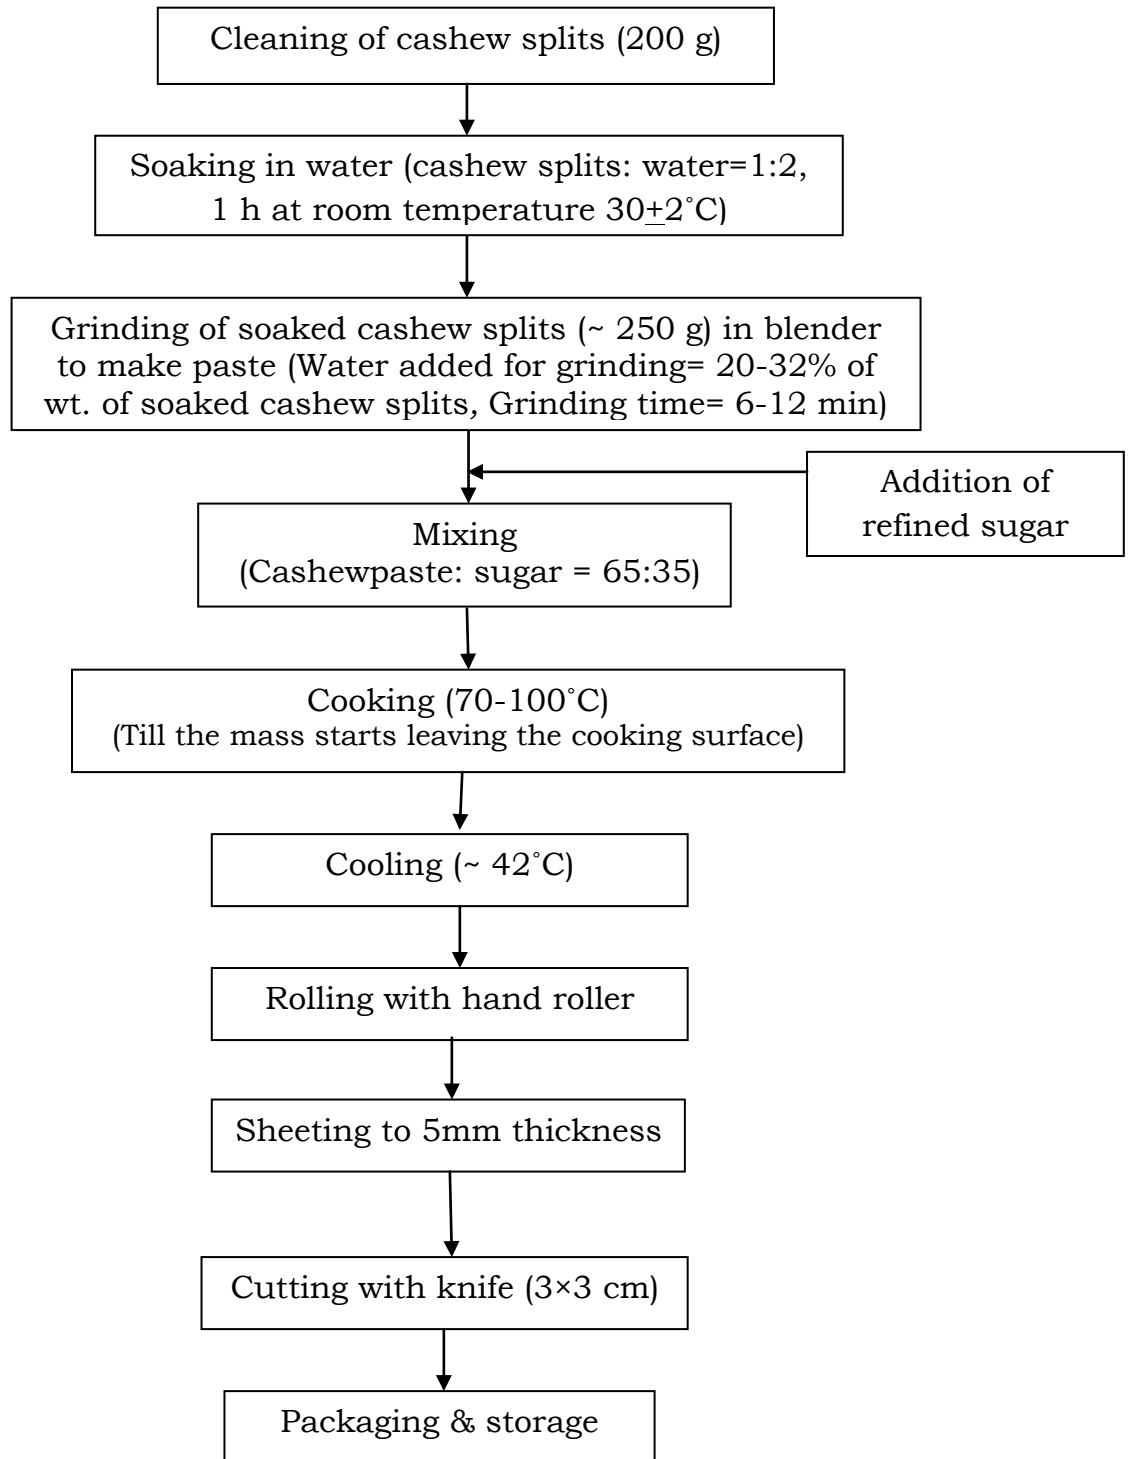 Cleaning of cashew splits (200 g)
Soaking in water (cashew splits: water=1:2,
1 h at room temperature 30±2˚C)
Grinding of soaked cashew splits (~ 250 g) in blender
to make paste (Water added for grinding= 20-32% of
wt. of soaked cashew splits, Grinding time= 6-12 min)
Addition of
refined sugar
Mixing
(Cashewpaste: sugar = 65:35)
Cooking (70-100˚C)
(Till the mass starts leaving the cooking surface)
Cooling (~ 42˚C)
Rolling with hand roller
Sheeting to 5mm thickness
Cutting with knife (3×3 cm)
Packaging & storage